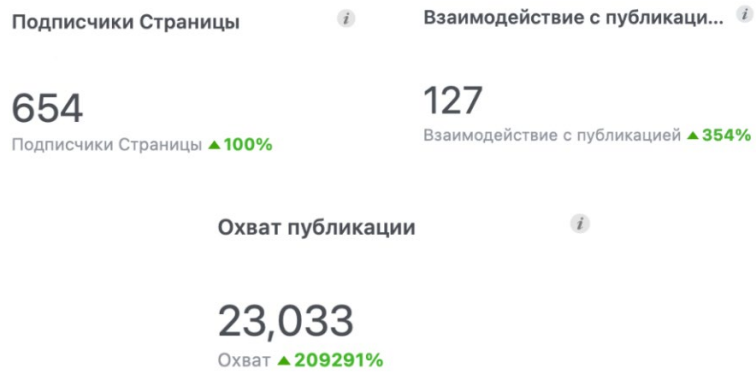 Подписчики Страницы
Взаимодействие с публикаци...
654
127
Подписчики Страницы ▲ 100%
Взаимодействие с публикацией ▲ 354%
Охват публикации
23,033
Охват ▲ 209291%